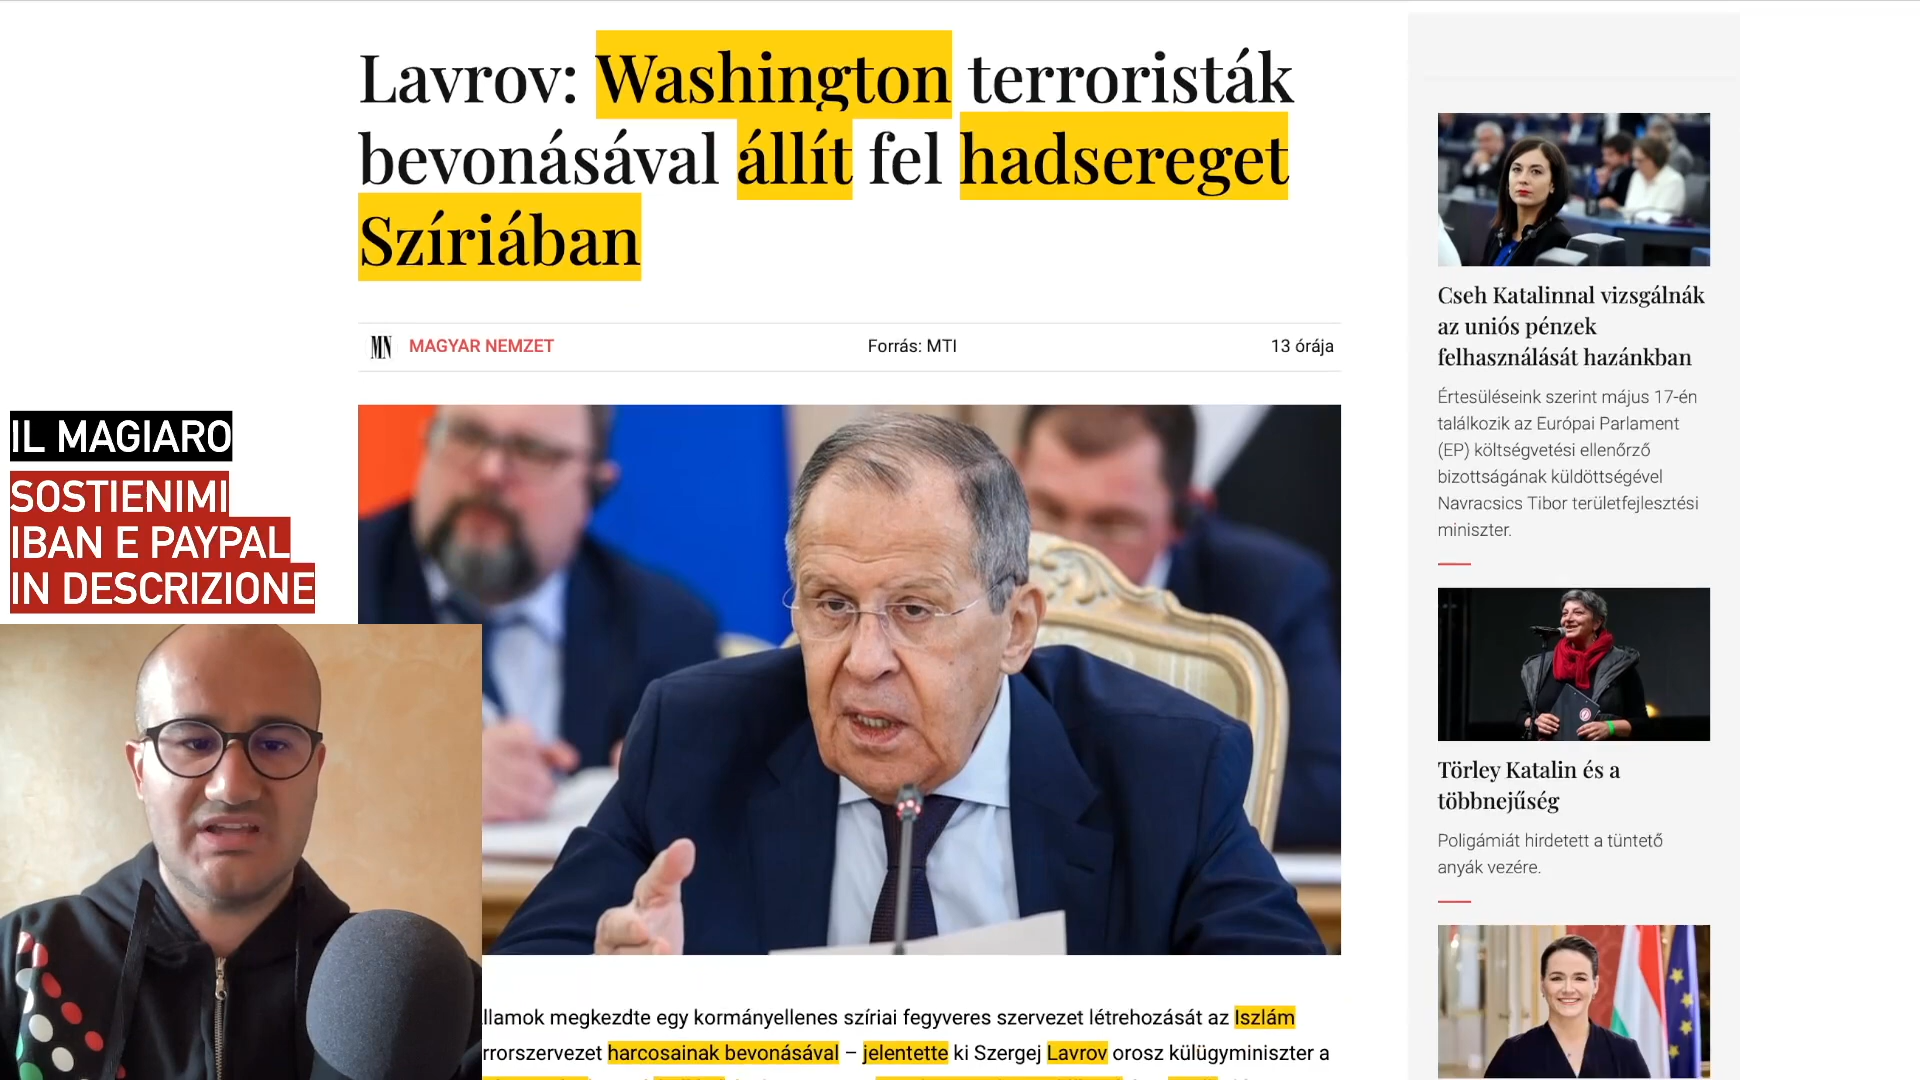 Lavrov: Washington terroristák
bevonásával állít fel hadsereget
Szíriában
MN MAGYAR NEMZET
Forrás: MTI
13 órája
IL MAGIARO
SOSTIENIMI
IBAN E PAYPAL
IN DESCRIZIONE
llamok megkezdte egy kormányellenes szíriai fegyveres szervezet létrehozását az Iszlám
rrorszervezet harcosainak bevonásával – jelentette ki Szergej Lavrov orosz külügyminiszter a
Cseh Katalinnal vizsgálnák
az uniós pénzek
felhasználását hazánkban
Értesüléseink szerint május 17-én
találkozik az Európai Parlament
(EP) költségvetési ellenőrző
bizottságának küldöttségével
Navracsics Tibor területfejlesztési
miniszter.
Törley Katalin és a
többnejűség
Poligámiát hirdetett a tüntető
anyák vezére.